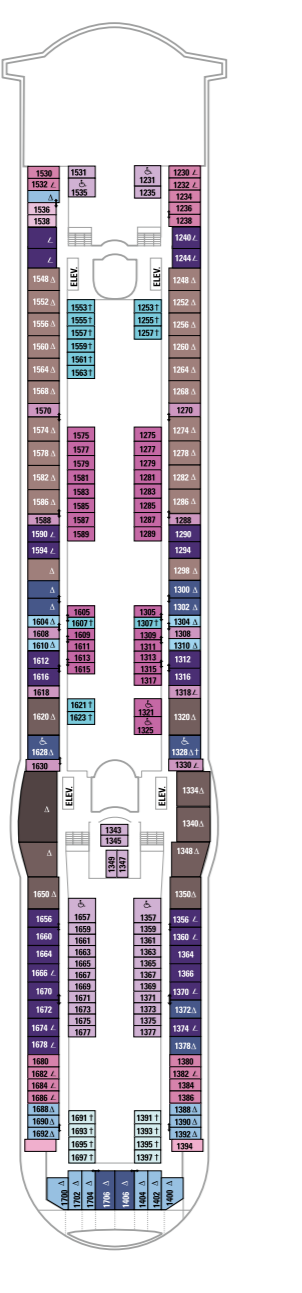 1530 1531 1230 ∠
1532 ∠ ♿ 1535 ♿ 1231 1232 ∠
Δ 1235 1234
1536 1236
1538 1238
∠ 1240 ∠
∠ 1244 ∠
ELEV. ELEV.
1548 Δ 1248 Δ
1552 1553 † 1253 † 1252
1555 † 1255 †
1556 1557 † 1257 † 1256
1560 1559 † 1260
1561 †
1564 1563 † 1264
1568 1268
1570 1270
1574 1575 1275 1274
1577 1277
1578 1579 1279 1278
1582 1581 1281 1282
1583 1283
1586 1585 1285 1286
1588 1587 1287 1288
1590 ∠ 1589 1289 1290
1594 ∠ 1294
Δ 1298 Δ
Δ 1300 Δ
Δ 1605 1305 1302 Δ
1604 Δ 1607 † 1307 † 1304 Δ
1608 1609 1309 1308
1610 Δ 1611 1311 1310 Δ
1612 1613 1313 1312
1616 1615 1315 1316
1317
1618 1318 ∠
1620 Δ 1621 † ♿ 1321 1320
1623 † ♿ 1325
♿ 1628 Δ 1328 Δ †
1630 1330 ∠
ELEV. ELEV.
1334 Δ
Δ 1340 Δ
1343
1345
Δ 1349 1347 1348 Δ
1650 Δ 1350 Δ
1656 ♿ 1657 ♿ 1357 1356 ∠
1660 1659 1359 1360 ∠
1661 1361
1664 1663 1363 1364
1665 1365
1666 ∠ 1667 1367 1366
1670 1669 1369 1370 ∠
1671 1371
1672 1673 1373 1372 Δ
1674 ∠ 1675 1375 1374 ∠
1678 ∠ 1677 1377 1378 Δ
1680 1380
1682 ∠ 1382 ∠
1684 ∠ 1384
1686 ∠ 1386
1688 Δ 1691 † 1391 † 1388 Δ
1690 Δ 1693 † 1393 † 1390 Δ
1692 Δ 1695 † 1395 † 1392 Δ
1697 † 1397 † 1394
1700 Δ 1702 Δ 1704 Δ 1706 Δ 1406 Δ 1404 Δ 1402 Δ 1400 Δ